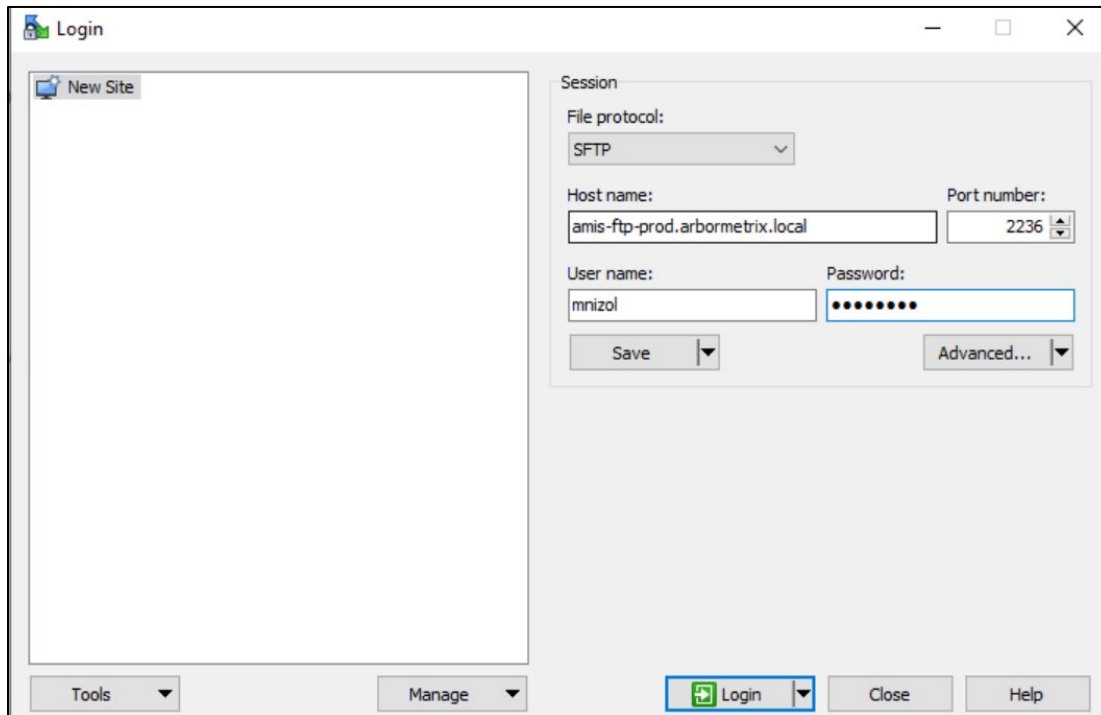 Login
New Site
Session
File protocol:
SFTP
Host name: Port number:
amis-ftp-prod.arbormetrix.local 2236
User name: Password:
mnizol ••••••••
Save Advanced...
Tools Manage Login Close Help